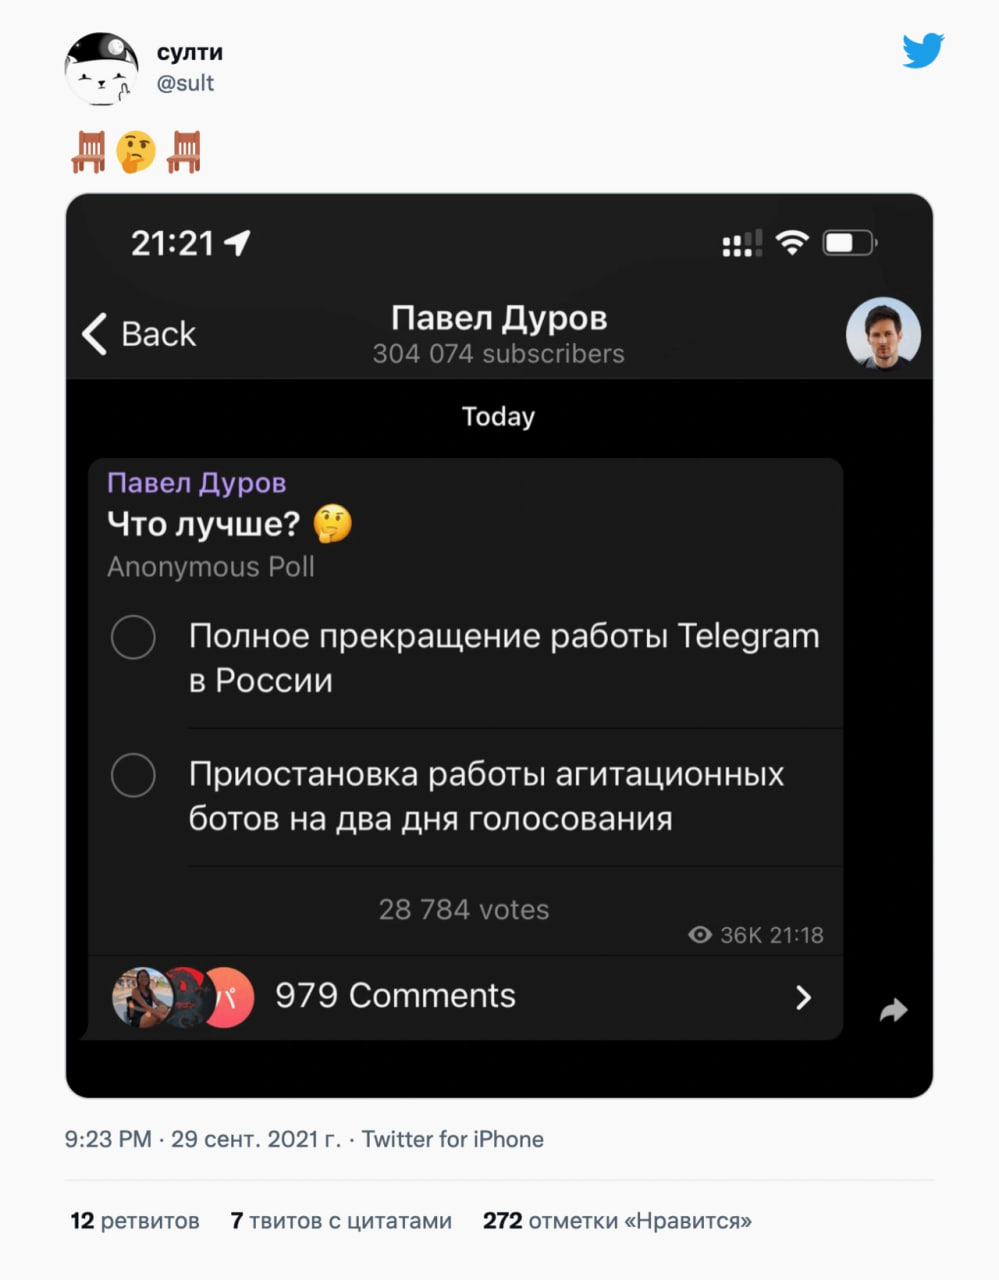 султи
@sult
🪑🤔🪑
21:21
Back
Павел Дуров
304 074 subscribers
Today
Павел Дуров
Что лучше? 🤔
Anonymous Poll
Полное прекращение работы Telegram
в России
Приостановка работы агитационных
ботов на два дня голосования
28 784 votes
36K 21:18
パ
979 Comments
9:23 PM · 29 сент. 2021 г. · Twitter for iPhone
12 ретвитов 7 твитов с цитатами 272 отметки «Нравится»